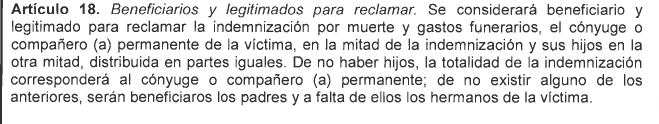 Artículo 18. Beneficiarios y legitimados para reclamar. Se considerará beneficiario y
legitimado para reclamar la indemnización por muerte y gastos funerarios, el cónyuge o
compañero (a) permanente de la víctima, en la mitad de la indemnización y sus hijos en la
otra mitad, distribuida en partes iguales. De no haber hijos, la totalidad de la indemnización
corresponderá al cónyuge o compañero (a) permanente; de no existir alguno de los
anteriores, serán beneficiaros los padres y a falta de ellos los hermanos de la víctima.